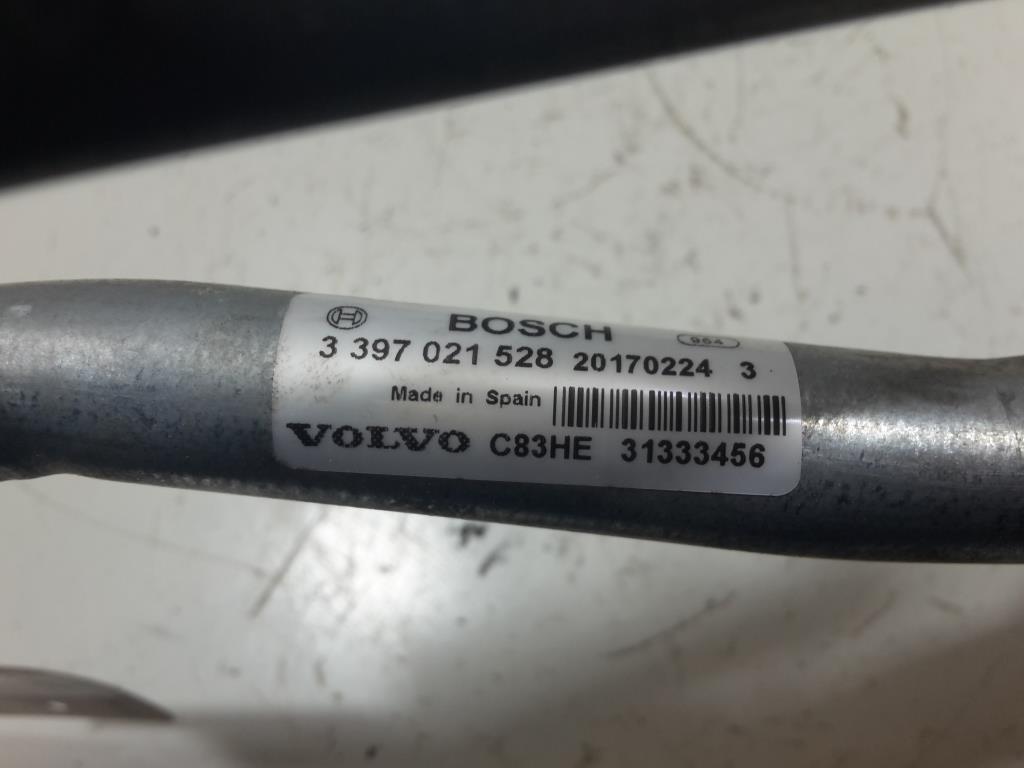 BOSCH 964
3 397 021 528 20170224 3
Made in Spain
VOLVO C83HE 31333456